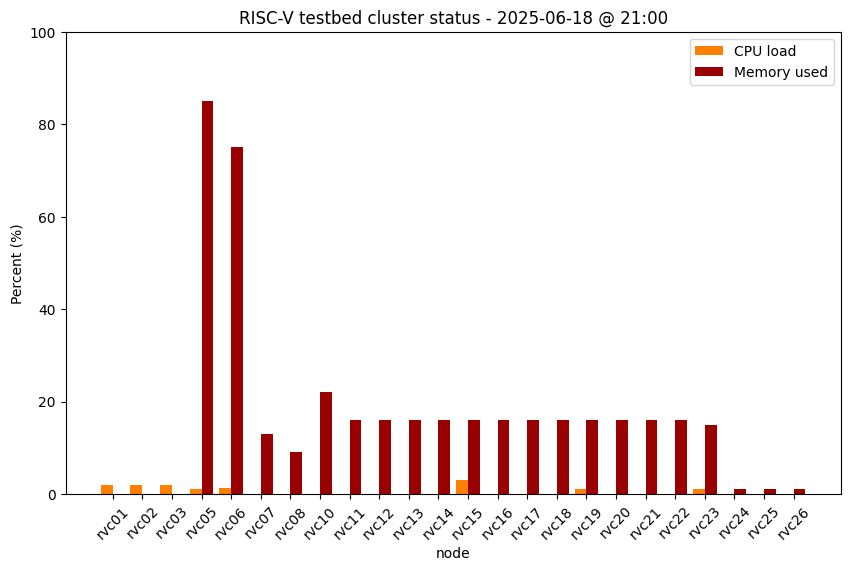 RISC-V testbed cluster status - 2025-06-18 @ 21:00
CPU load
Memory used
Percent (%)
100
80
60
40
20
0
rvc01
rvc02
rvc03
rvc05
rvc06
rvc07
rvc08
rvc10
rvc11
rvc12
rvc13
rvc14
rvc15
rvc16
rvc17
rvc18
rvc19
rvc20
rvc21
rvc22
rvc23
rvc24
rvc25
rvc26
node